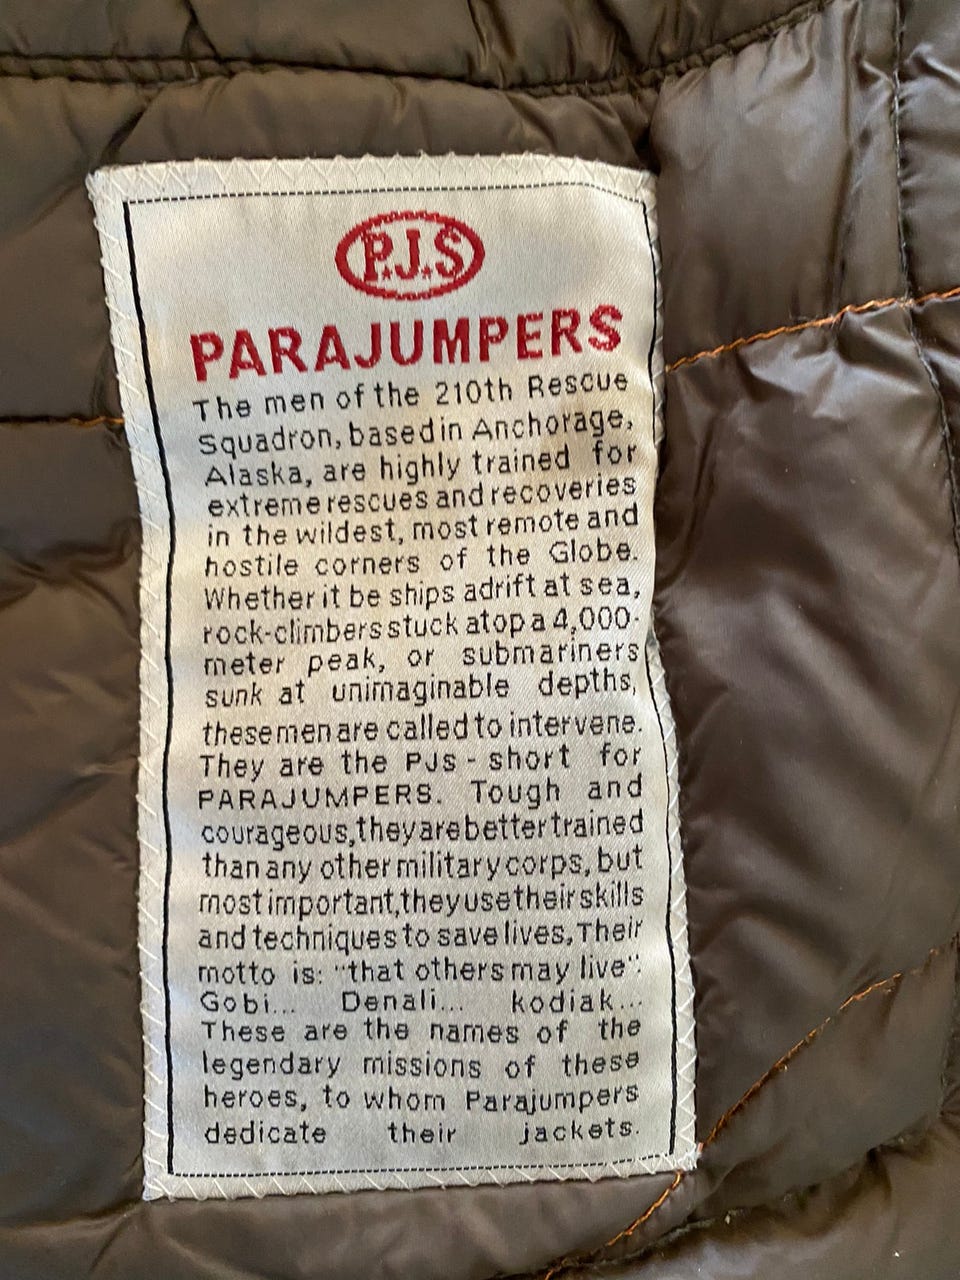 P.J.S
PARAJUMPERS
The men of the 210th Rescue
Squadron, based in Anchorage,
Alaska, are highly trained for
extreme rescues and recoveries
in the wildest, most remote and
hostile corners of the Globe.
Whether it be ships adrift at sea,
rock-climbers stuck atop a 4,000-
meter peak, or submariners
sunk at unimaginable depths,
these men are called to intervene.
They are the PJs - short for
PARAJUMPERS. Tough and
courageous, they are better trained
than any other military corps, but
most important, they use their skills
and techniques to save lives. Their
motto is: "that others may live".
Gobi... Denali... kodiak...
These are the names of the
legendary missions of these
heroes, to whom Parajumpers
dedicate their jackets.